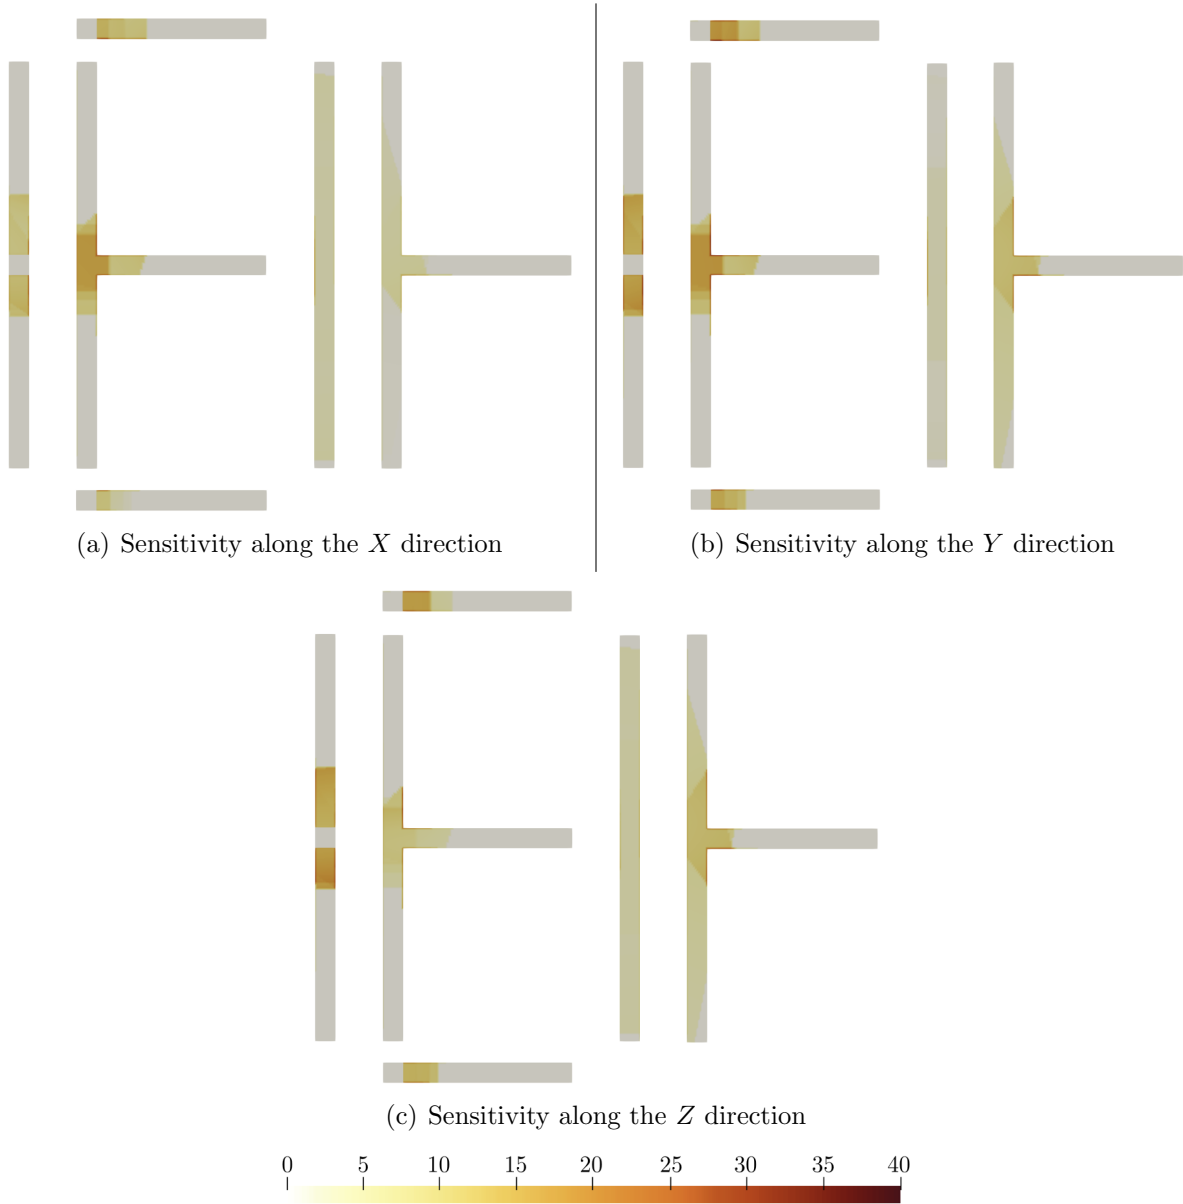 (a) Sensitivity along the X direction
(b) Sensitivity along the Y direction
(c) Sensitivity along the Z direction
0 5 10 15 20 25 30 35 40